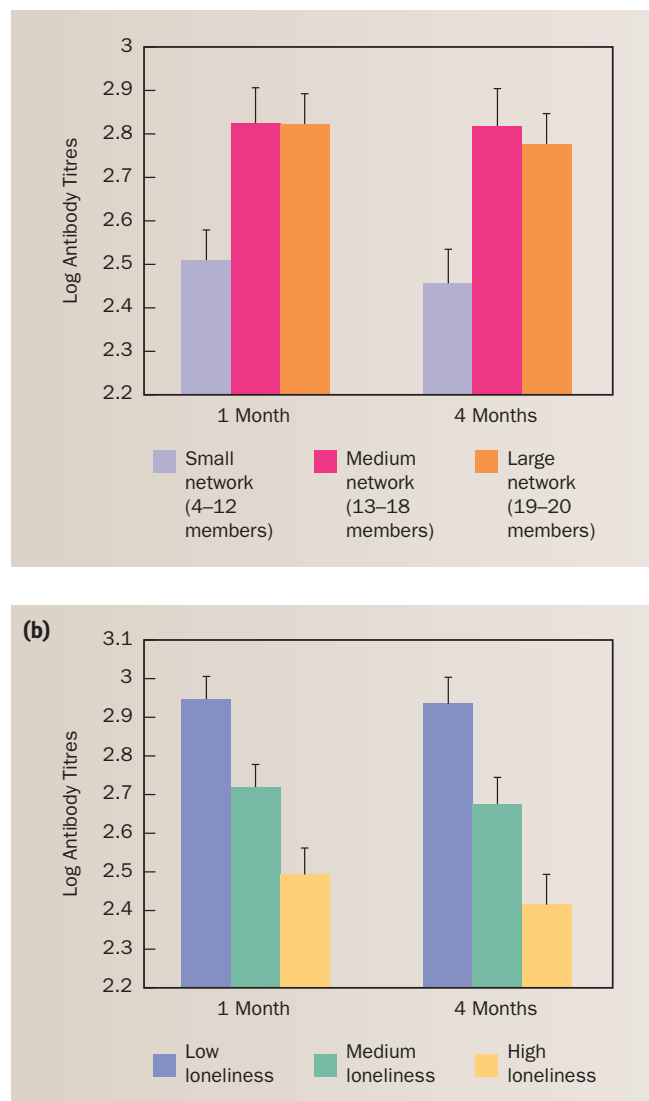 3
2.9
2.8
2.7
2.6
2.5
2.4
2.3
2.2
Log Antibody Titres
1 Month
4 Months
Small
network
(4–12
members)
Medium
network
(13–18
members)
Large
network
(19–20
members)
(b)
3.1
3
2.9
2.8
2.7
2.6
2.5
2.4
2.3
2.2
Log Antibody Titres
1 Month
4 Months
Low
loneliness
Medium
loneliness
High
loneliness